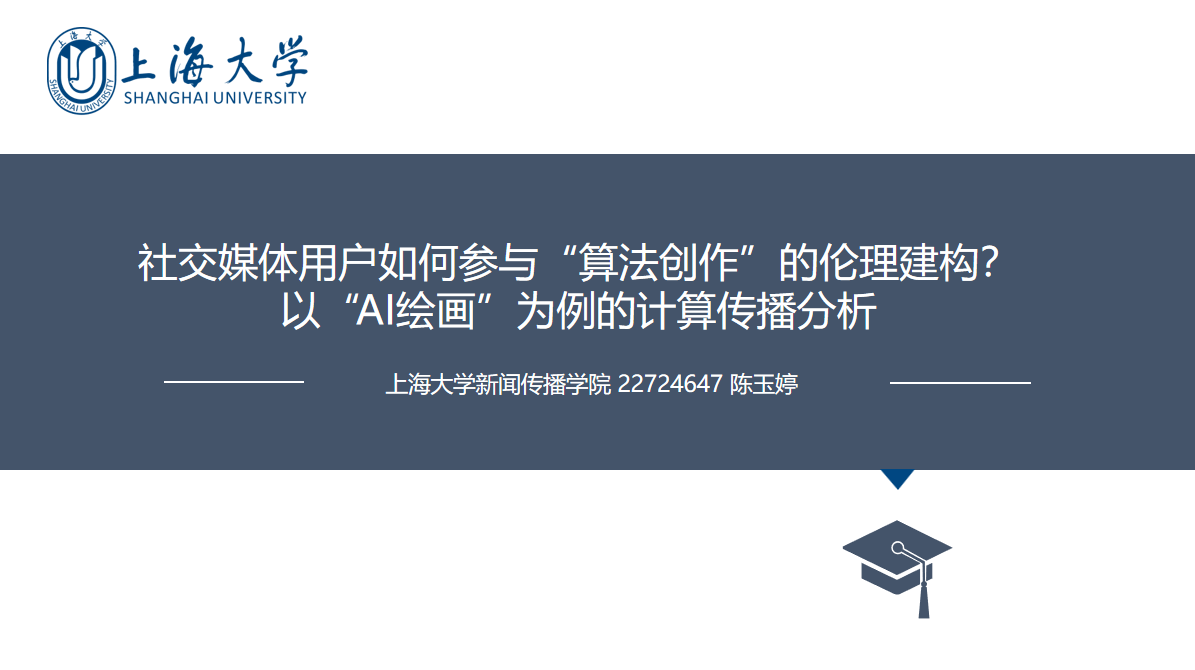 上海大学
SHANGHAI UNIVERSITY
上海大学
SHANGHAI UNIVERSITY
社交媒体用户如何参与“算法创作”的伦理建构?
以“AI绘画”为例的计算传播分析
上海大学新闻传播学院 22724647 陈玉婷